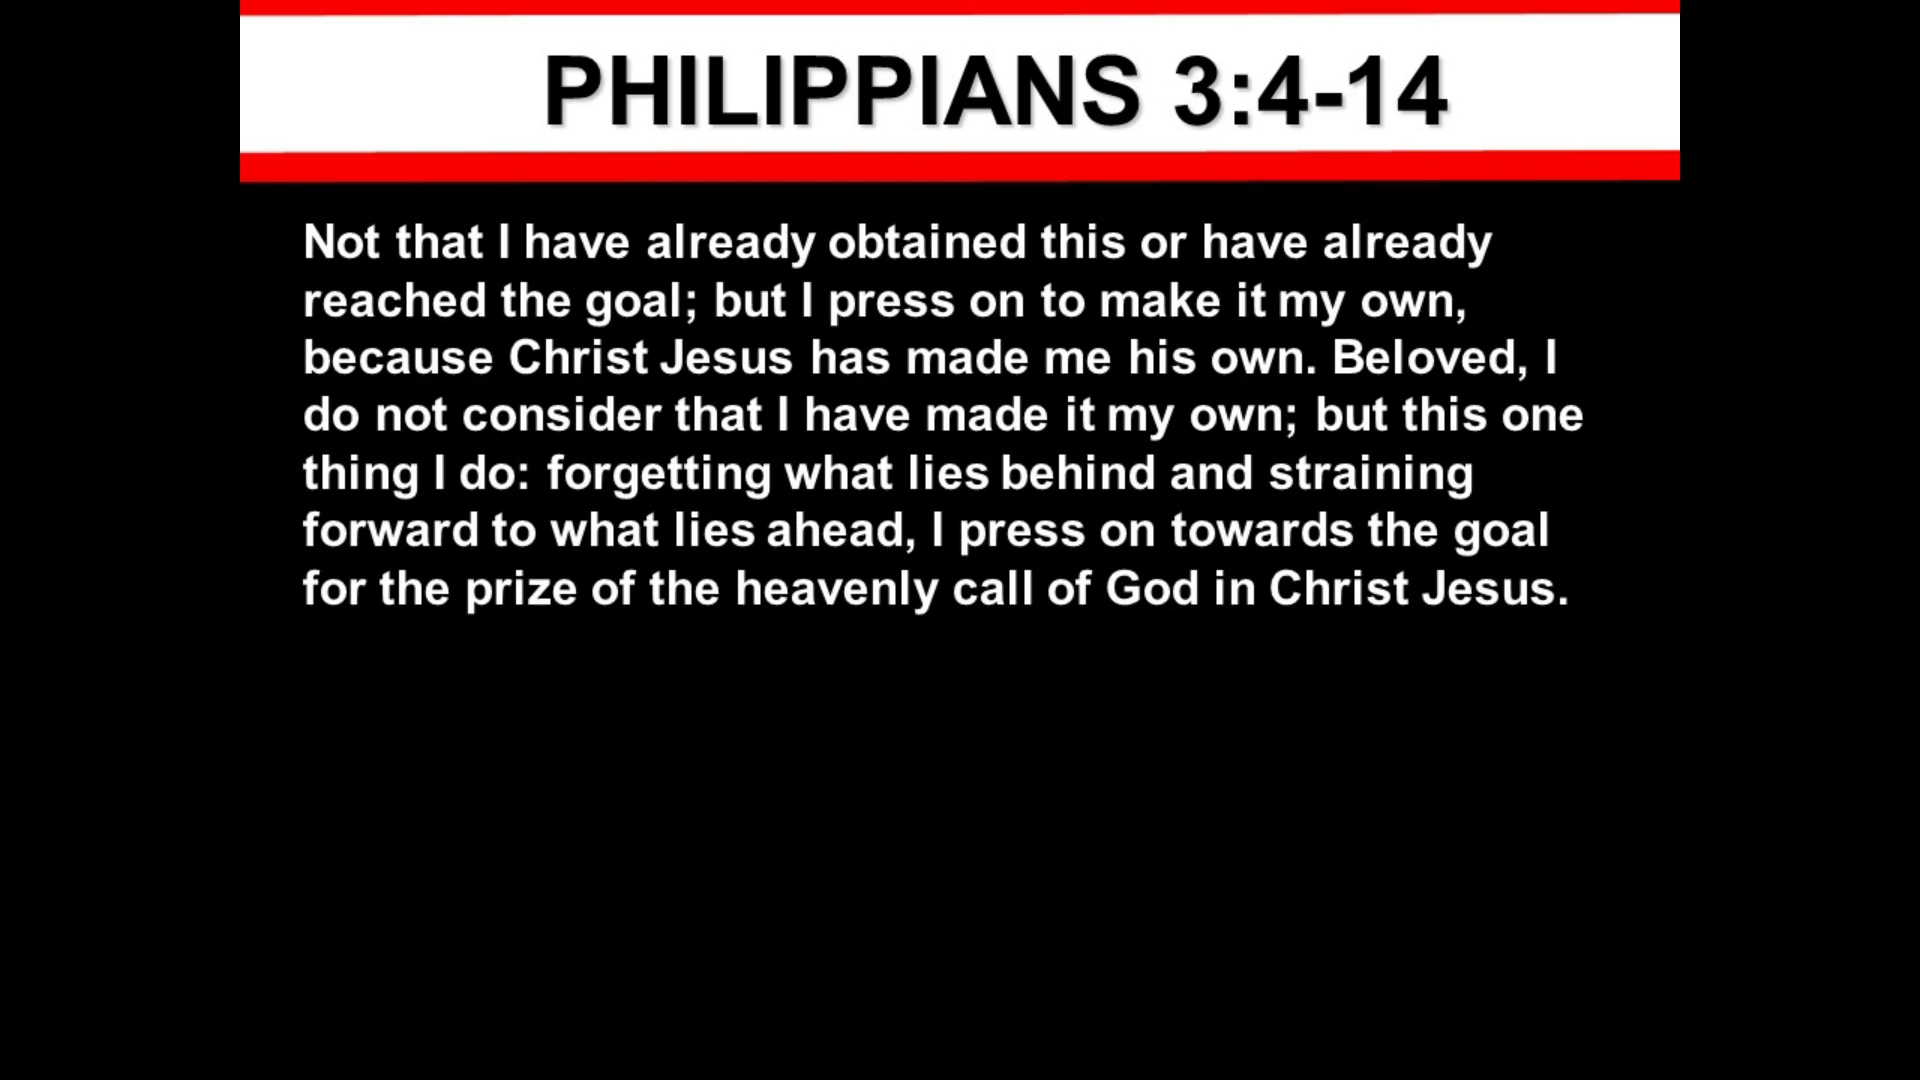 PHILIPPIANS 3:4-14
Not that I have already obtained this or have already
reached the goal; but I press on to make it my own,
because Christ Jesus has made me his own. Beloved, I
do not consider that I have made it my own; but this one
thing I do: forgetting what lies behind and straining
forward to what lies ahead, I press on towards the goal
for the prize of the heavenly call of God in Christ Jesus.